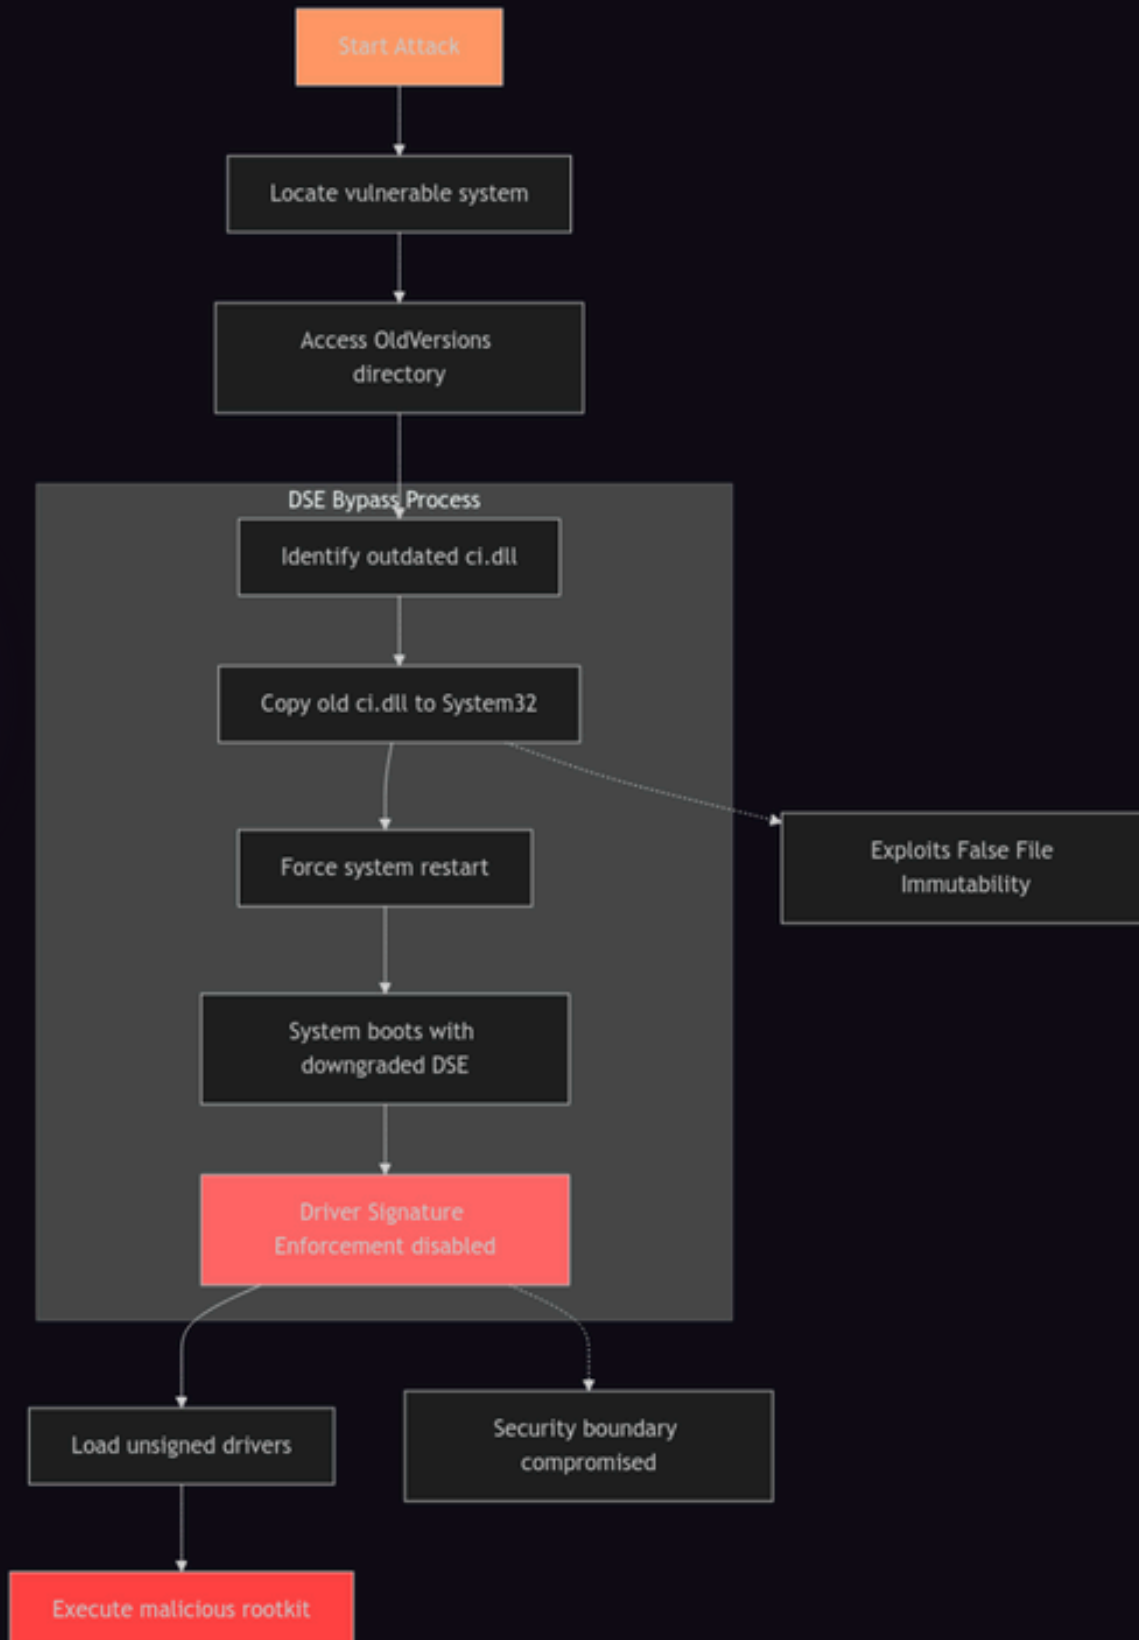 Start Attack
Locate vulnerable system
Access OldVersions
directory
DSE Bypass Process
Identify outdated ci.dll
Copy old ci.dll to System32
Force system restart
Exploits False File
Immutability
System boots with
downgraded DSE
Driver Signature
Enforcement disabled
Load unsigned drivers
Security boundary
compromised
Execute malicious rootkit